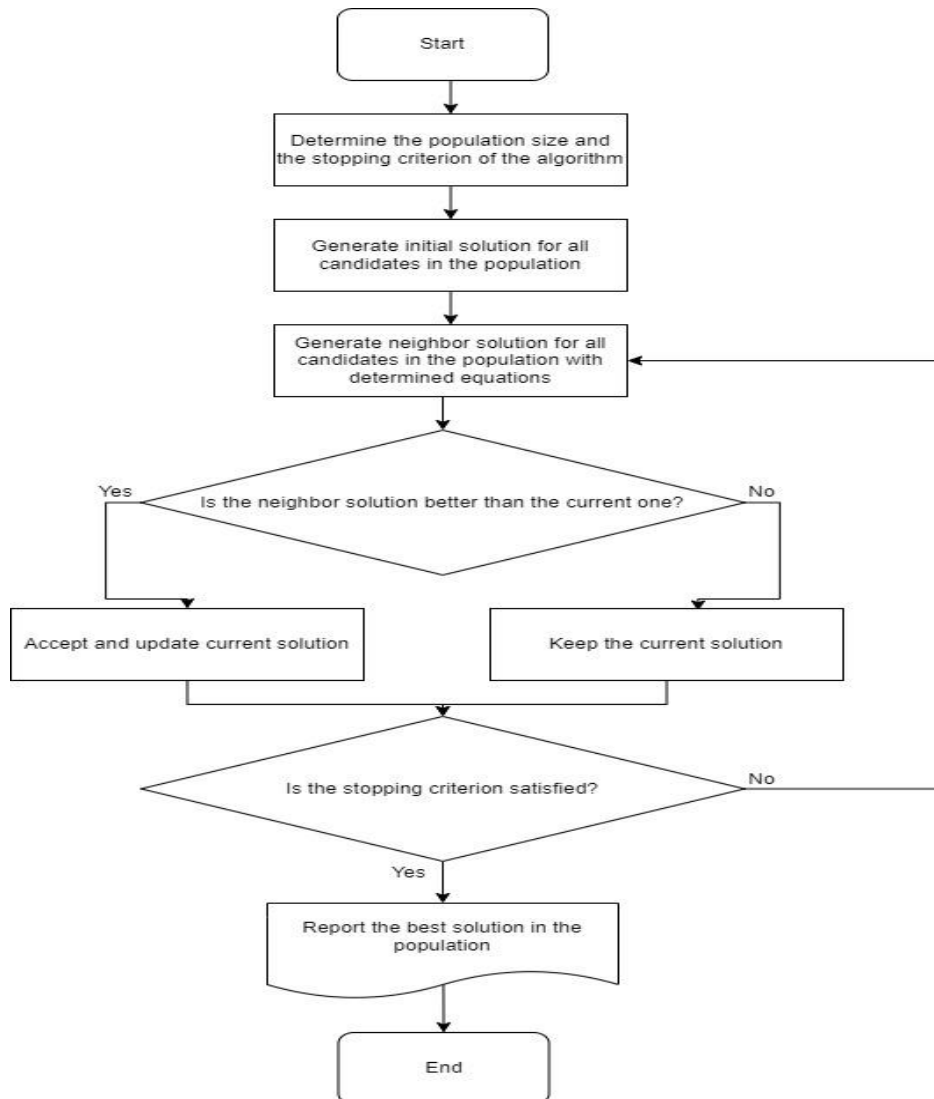 Start
Determine the population size and
the stopping criterion of the algorithm
Generate initial solution for all
candidates in the population
Generate neighbor solution for all
candidates in the population with
determined equations
Is the neighbor solution better than the current one?
Yes
No
Accept and update current solution
Keep the current solution
Is the stopping criterion satisfied?
No
Yes
Report the best solution in the
population
End